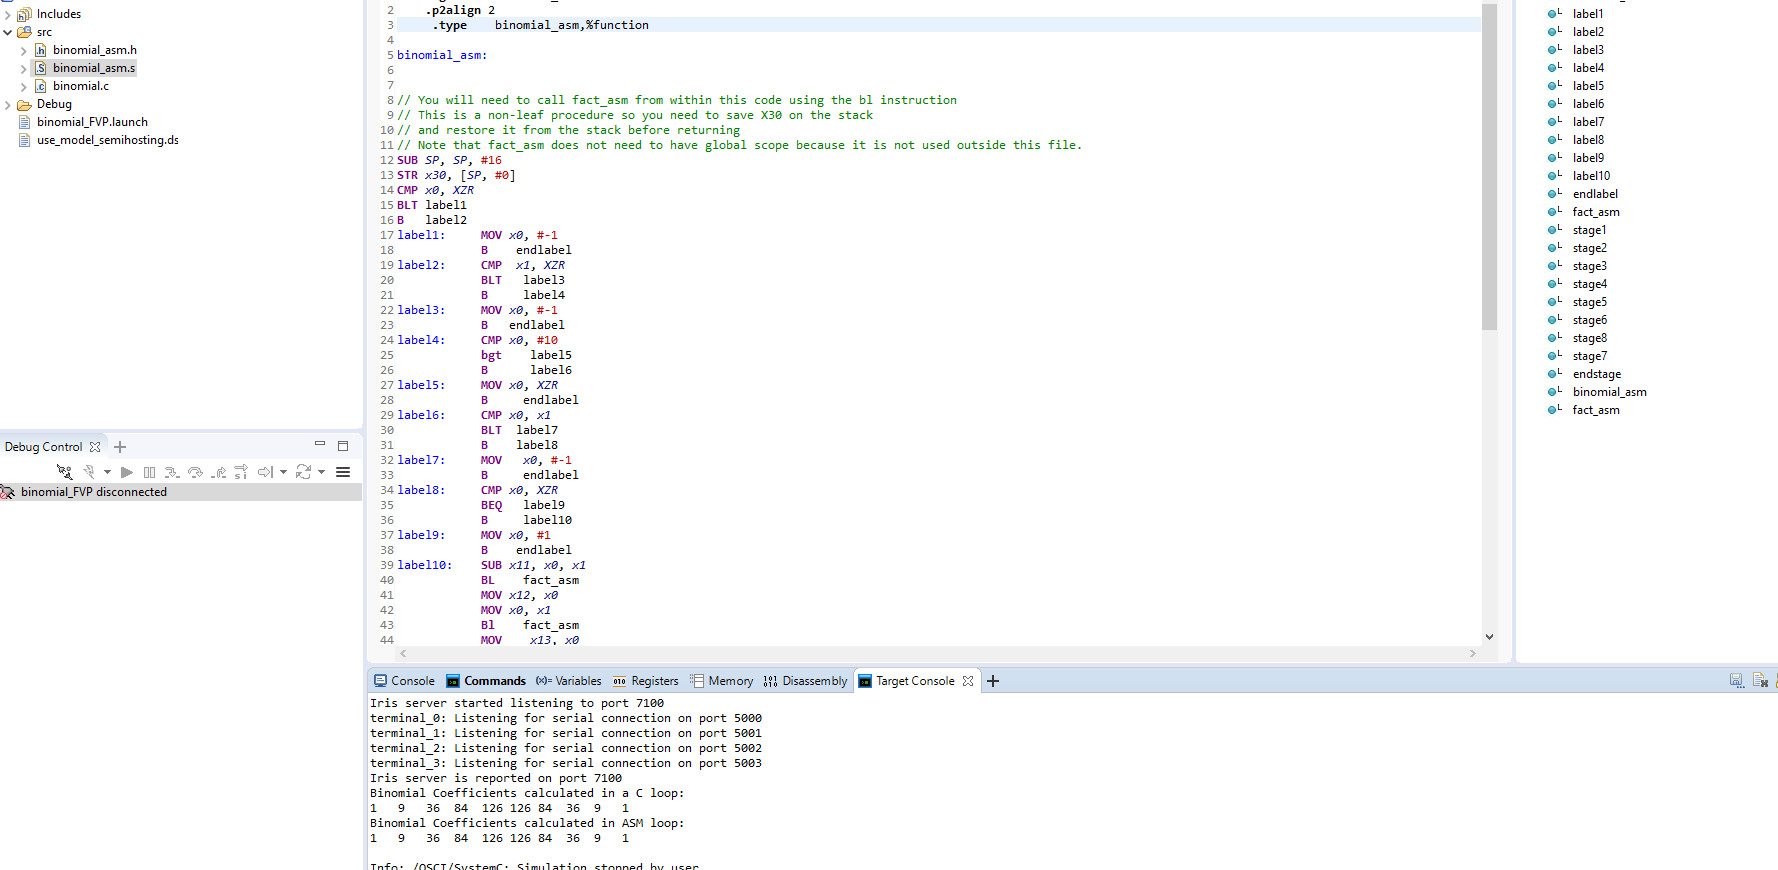 Includes
src
binomial_asm.h
binomial_asm.s
binomial.c
Debug
binomial_FVP.launch
use_model_semihosting.ds
Debug Control
binomial_FVP disconnected
2 .p2align 2
3 .type binomial_asm,%function
4
5 binomial_asm:
6
7
8 // You will need to call fact_asm from within this code using the bl instruction
9 // This is a non-leaf procedure so you need to save X30 on the stack
10 // and restore it from the stack before returning
11 // Note that fact_asm does not need to have global scope because it is not used outside this file.
12 SUB SP, SP, #16
13 STR x30, [SP, #0]
14 CMP x0, XZR
15 BLT label1
16 B label2
17 label1: MOV x0, #-1
18 B endlabel
19 label2: CMP x1, XZR
20 BLT label3
21 B label4
22 label3: MOV x0, #-1
23 B endlabel
24 label4: CMP x0, #10
25 bgt label5
26 B label6
27 label5: MOV x0, XZR
28 B endlabel
29 label6: CMP x0, x1
30 BLT label7
31 B label8
32 label7: MOV x0, #-1
33 B endlabel
34 label8: CMP x0, XZR
35 BEQ label9
36 B label10
37 label9: MOV x0, #1
38 B endlabel
39 label10: SUB x11, x0, x1
40 BL fact_asm
41 MOV x12, x0
42 MOV x0, x1
43 Bl fact_asm
44 MOV x13, x0
label1
label2
label3
label4
label5
label6
label7
label8
label9
label10
endlabel
fact_asm
stage1
stage2
stage3
stage4
stage5
stage6
stage8
stage7
endstage
binomial_asm
fact_asm
Console Commands Variables Registers Memory Disassembly Target Console
Iris server started listening to port 7100
terminal_0: Listening for serial connection on port 5000
terminal_1: Listening for serial connection on port 5001
terminal_2: Listening for serial connection on port 5002
terminal_3: Listening for serial connection on port 5003
Iris server is reported on port 7100
Binomial Coefficients calculated in a C loop:
1 9 36 84 126 126 84 36 9 1
Binomial Coefficients calculated in ASM loop:
1 9 36 84 126 126 84 36 9 1
Info: /OSCI/SystemC: Simulation stopped by user